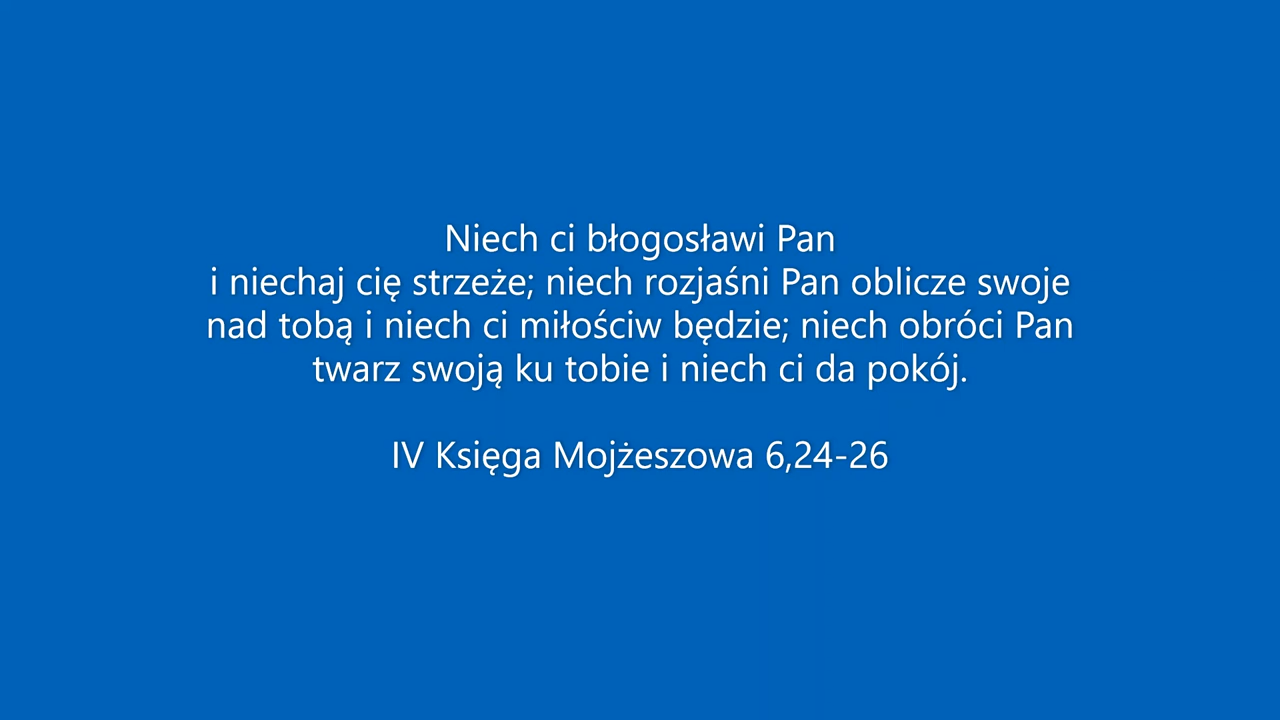 Niech ci błogosławi Pan
i niechaj cię strzeże; niech rozjaśni Pan oblicze swoje
nad tobą i niech ci miłościw będzie; niech obróci Pan
twarz swoją ku tobie i niech ci da pokój.
IV Księga Mojżeszowa 6,24-26